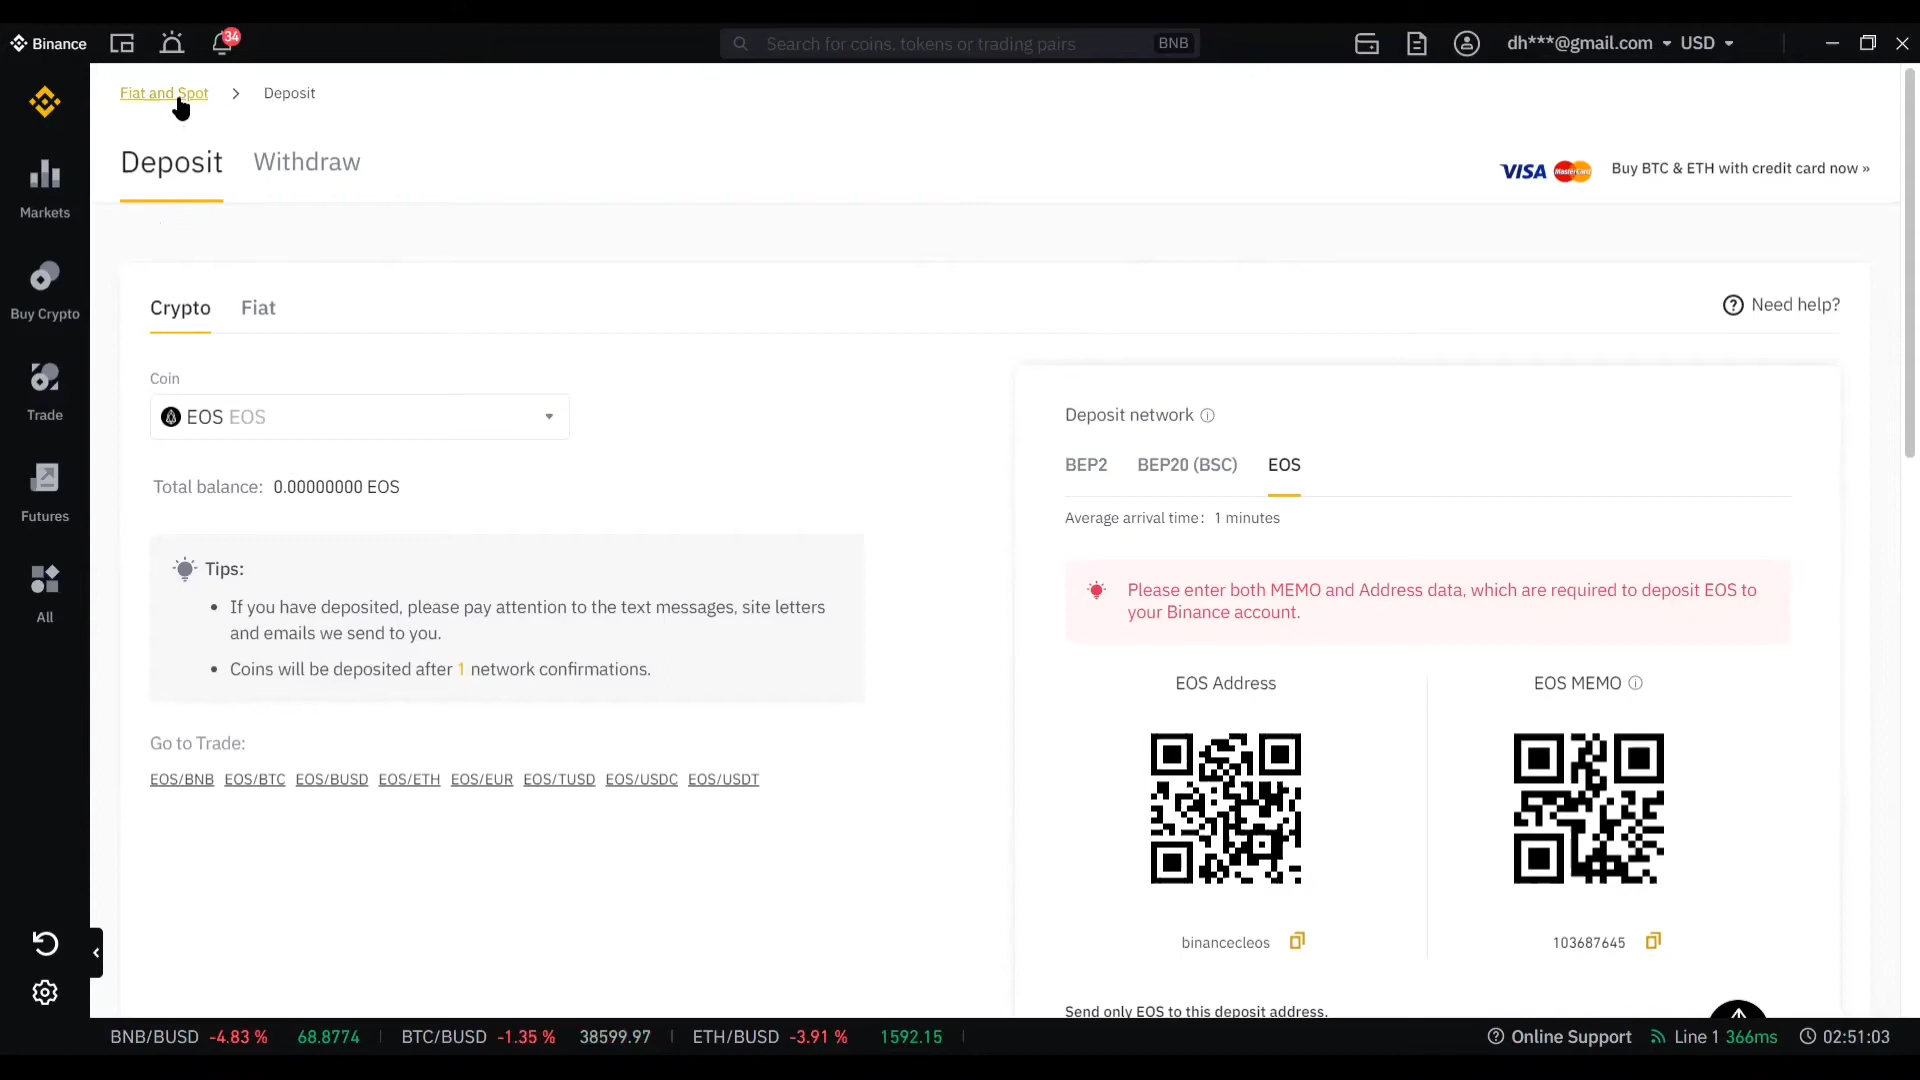 Binance
34
Search for coins, tokens or trading pairs
BNB
dh***@gmail.com
USD
Fiat and Spot
Deposit
Deposit
Withdraw
VISA MasterCard
Buy BTC & ETH with credit card now »
Markets
Buy Crypto
Trade
Futures
All
Crypto
Fiat
Need help?
Coin
EOS EOS
Total balance: 0.00000000 EOS
Tips:
• If you have deposited, please pay attention to the text messages, site letters
and emails we send to you.
• Coins will be deposited after 1 network confirmations.
Go to Trade:
EOS/BNB EOS/BTC EOS/BUSD EOS/ETH EOS/EUR EOS/TUSD EOS/USDC EOS/USDT
Deposit network
BEP2 BEP20 (BSC) EOS
Average arrival time: 1 minutes
Please enter both MEMO and Address data, which are required to deposit EOS to
your Binance account.
EOS Address
EOS MEMO
binancecleos
103687645
Send only EOS to this deposit address.
BNB/BUSD -4.83 % 68.8774
BTC/BUSD -1.35 % 38599.97
ETH/BUSD -3.91 % 1592.15
Online Support
Line 1 366ms
02:51:03